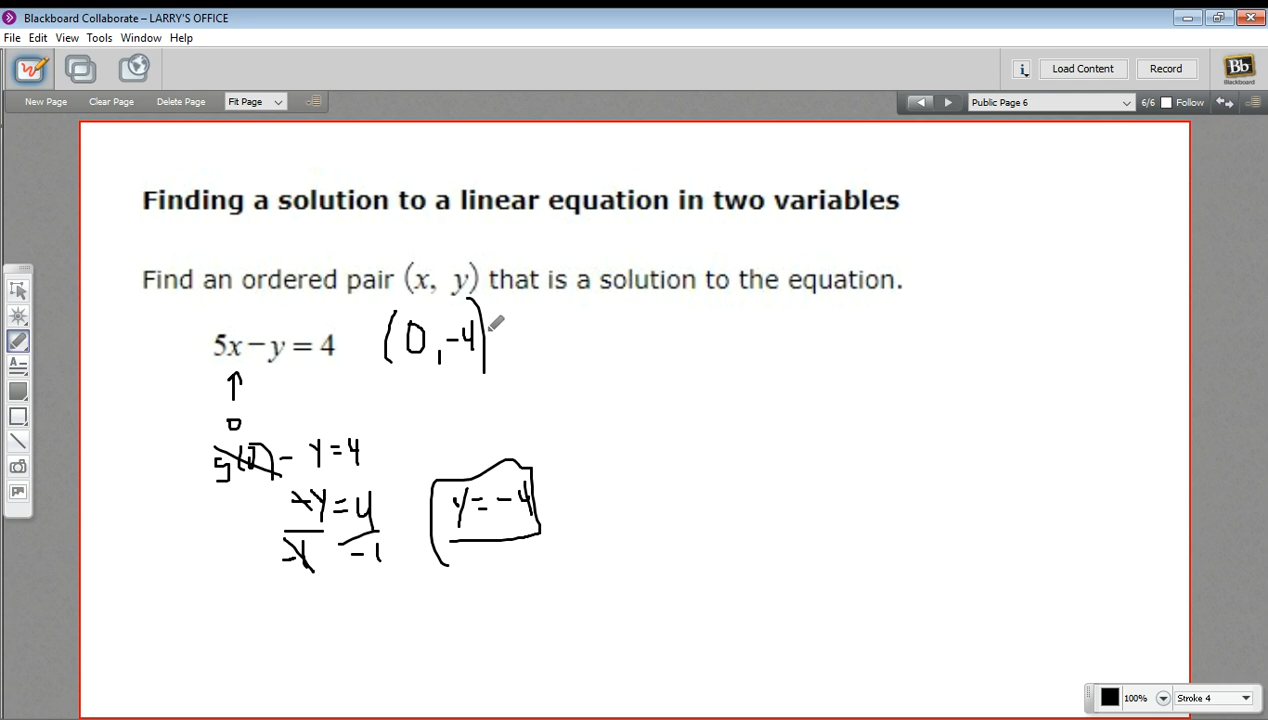 Blackboard Collaborate – LARRY'S OFFICE
File Edit View Tools Window Help
Load Content Record Bb Blackboard
New Page Clear Page Delete Page Fit Page Public Page 6 6/6 Follow
Finding a solution to a linear equation in two variables
Find an ordered pair (x, y) that is a solution to the equation.
5x−y = 4 (0,-4)
0
5(0) - y = 4
-y = 4
y = -4
-1
100% Stroke 4